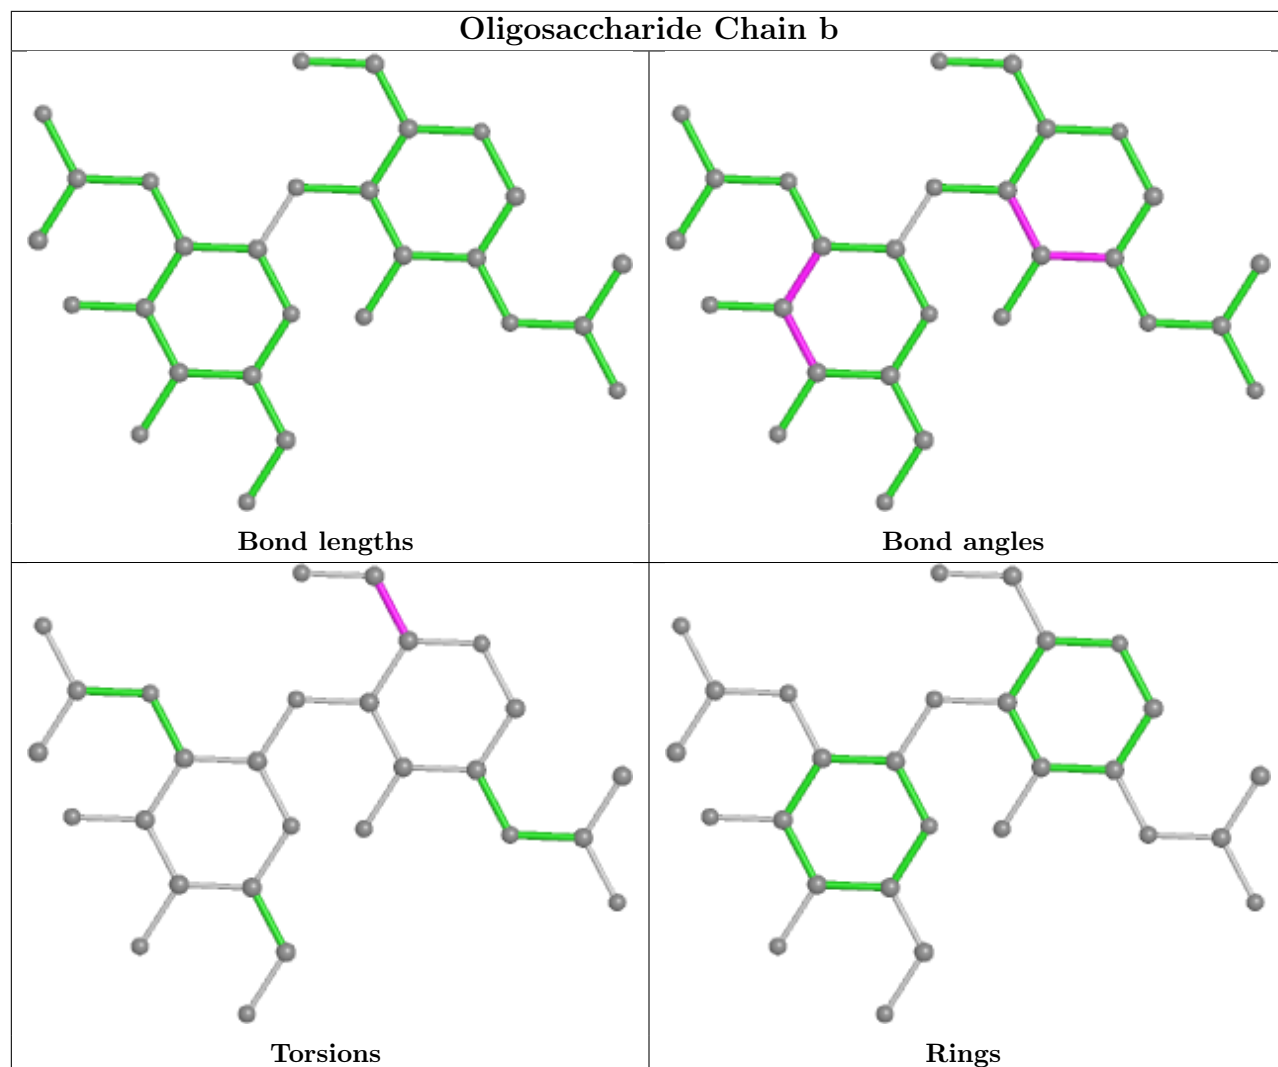 Oligosaccharide Chain b
Bond lengths
Bond angles
Torsions
Rings